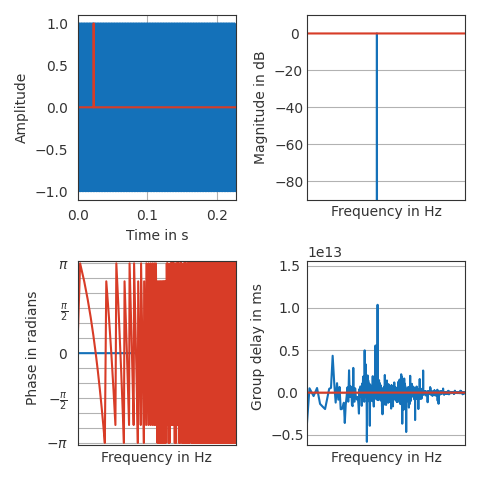 1.0
0.5
0.0
−0.5
−1.0
Amplitude
0.0 0.1 0.2
Time in s
0
−20
−40
−60
−80
Magnitude in dB
Frequency in Hz
π
π/2
0
−π/2
−π
Phase in radians
Frequency in Hz
1e13
1.5
1.0
0.5
0.0
−0.5
Group delay in ms
Frequency in Hz